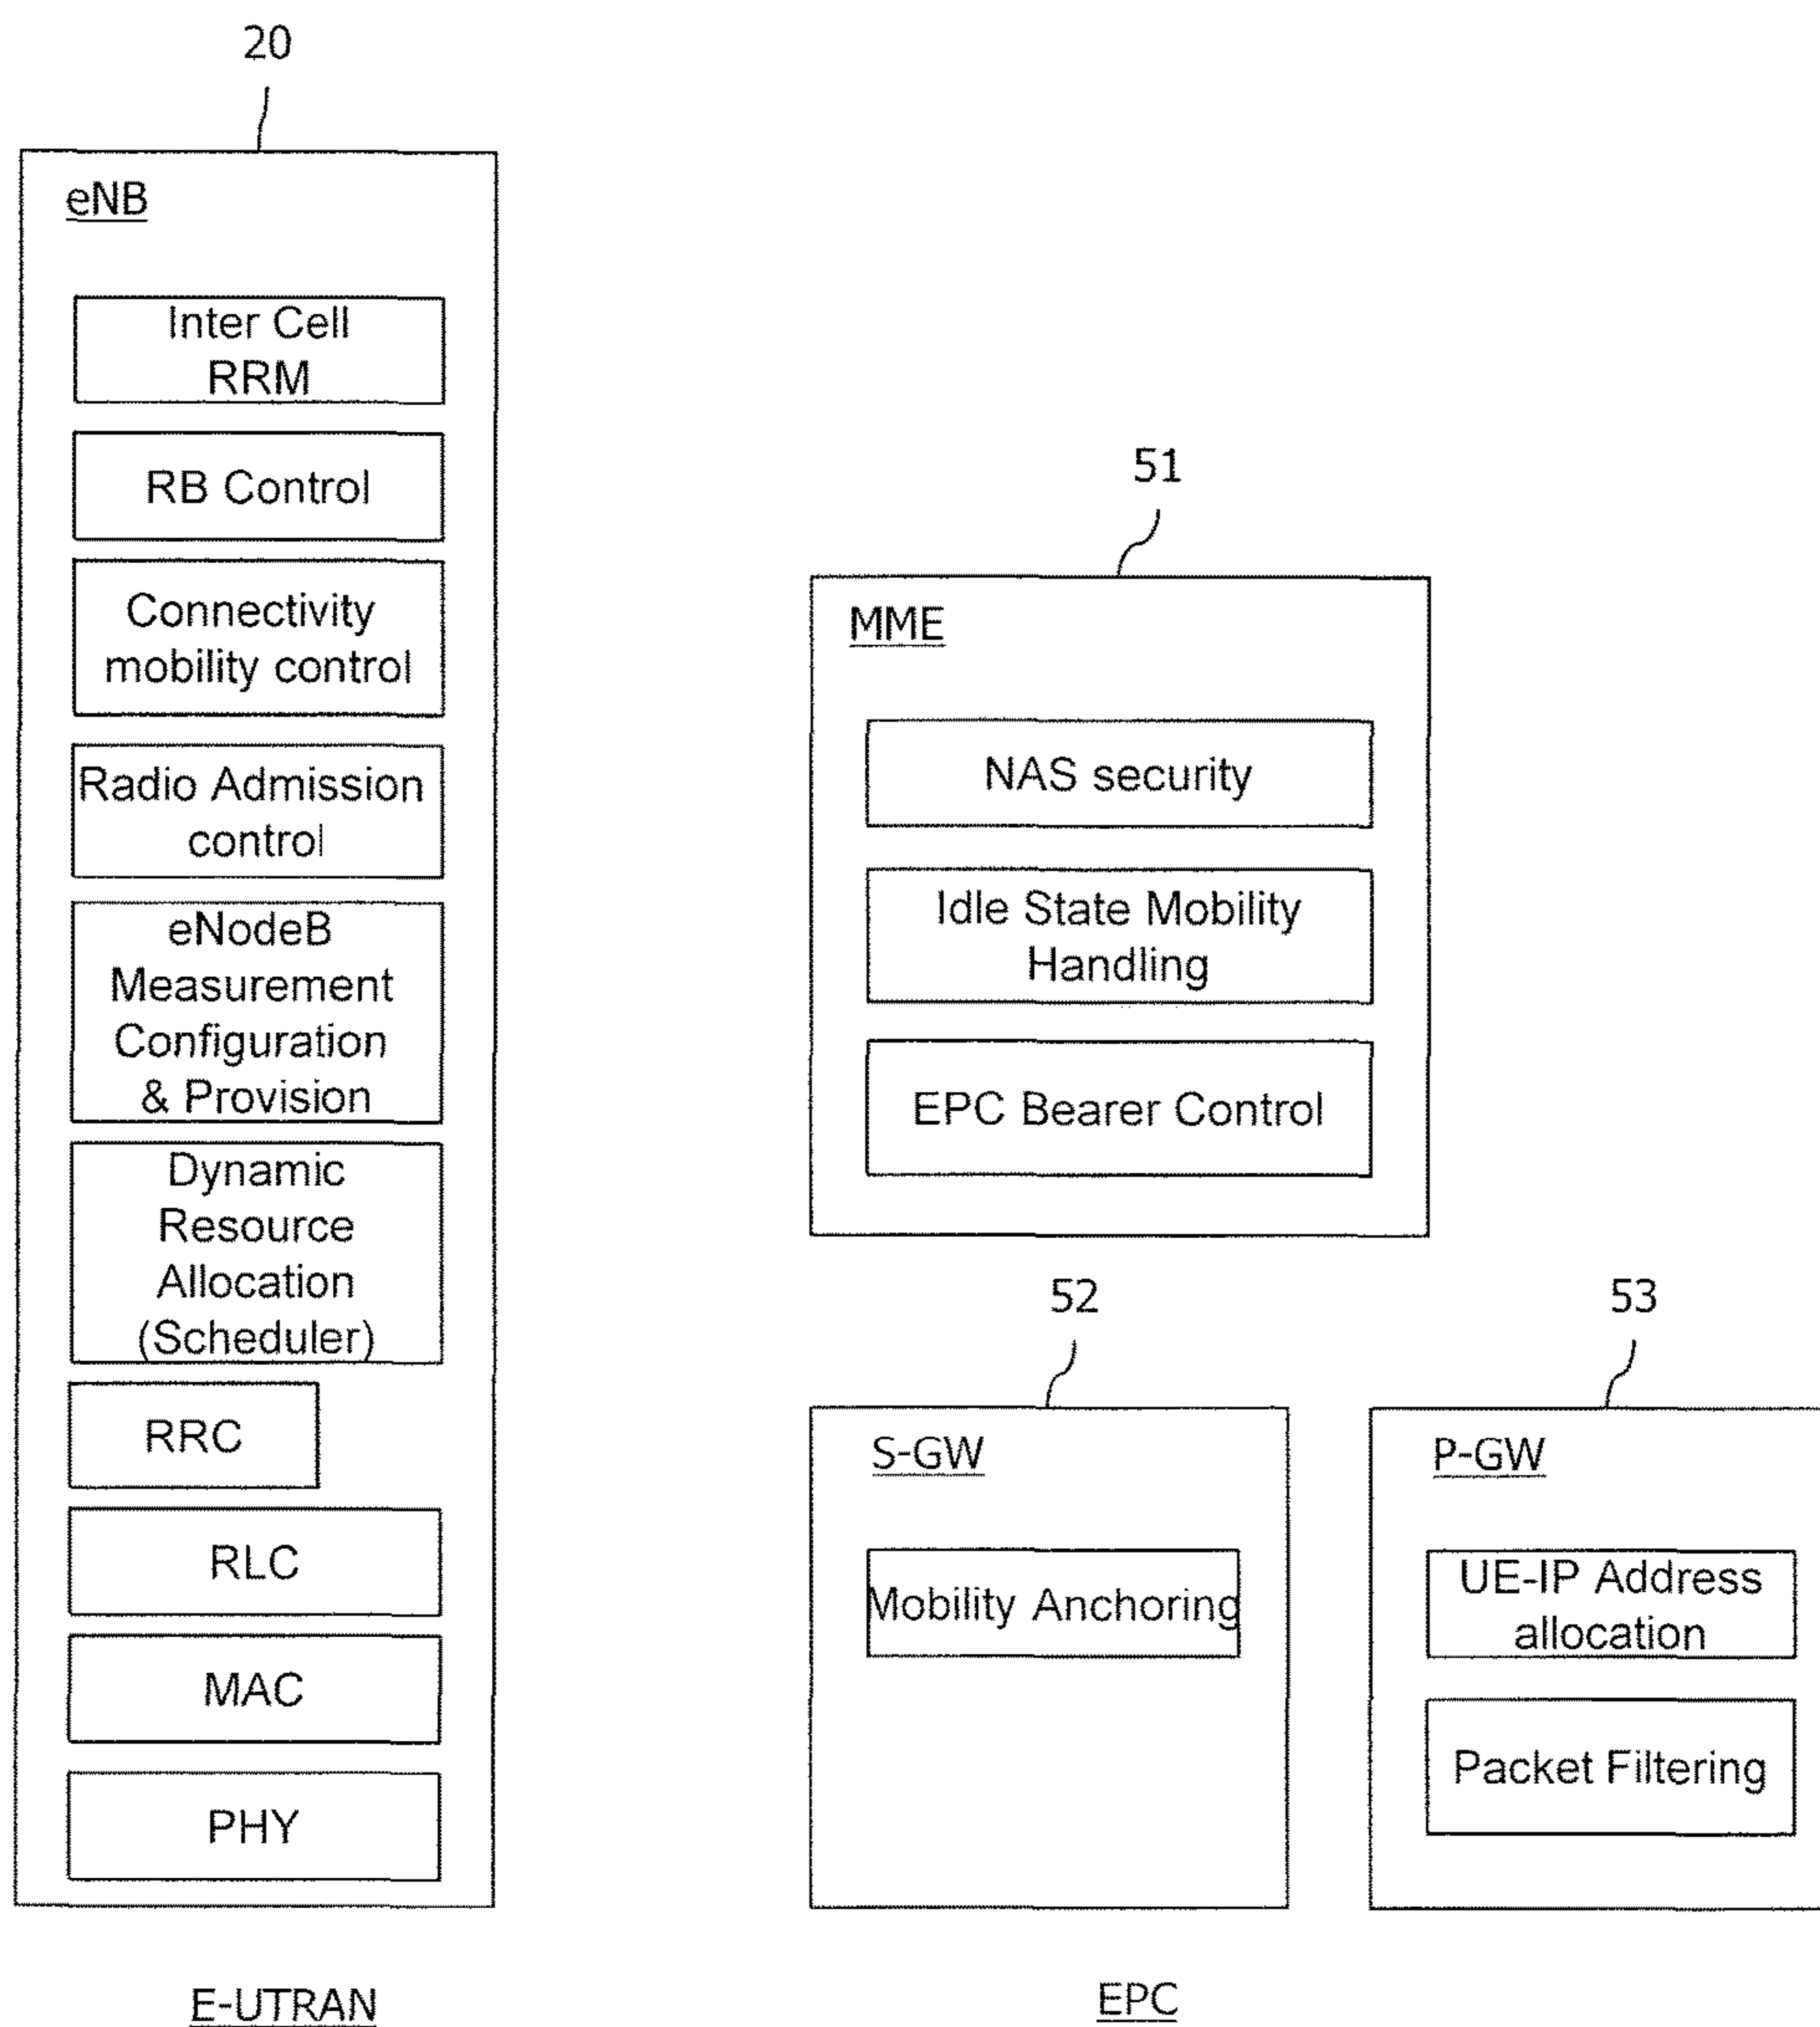 20
eNB
Inter Cell
RRM
RB Control
Connectivity
mobility control
Radio Admission
control
eNodeB
Measurement
Configuration
& Provision
Dynamic
Resource
Allocation
(Scheduler)
RRC
RLC
MAC
PHY
E-UTRAN
51
MME
NAS security
Idle State Mobility
Handling
EPC Bearer Control
52
S-GW
Mobility Anchoring
53
P-GW
UE-IP Address
allocation
Packet Filtering
EPC